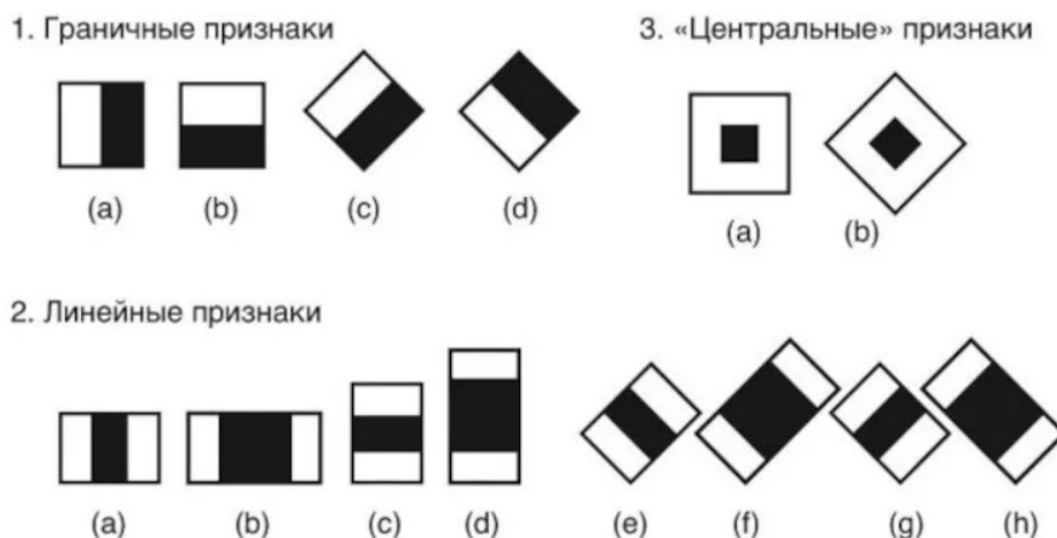 1. Граничные признаки
(a) (b) (c) (d)
3. «Центральные» признаки
(a) (b)
2. Линейные признаки
(a) (b) (c) (d) (e) (f) (g) (h)